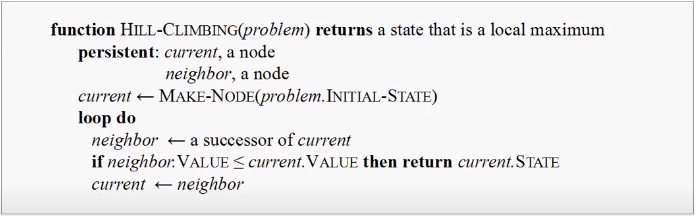 function HILL-CLIMBING(problem) returns a state that is a local maximum
persistent: current, a node
neighbor, a node
current ← MAKE-NODE(problem.INITIAL-STATE)
loop do
neighbor ← a successor of current
if neighbor.VALUE ≤ current.VALUE then return current.STATE
current ← neighbor